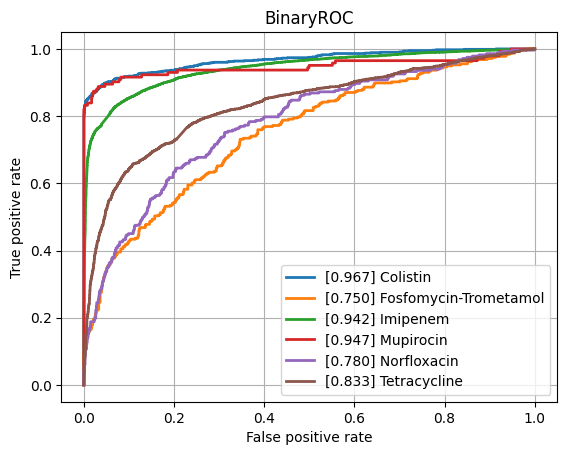 BinaryROC
True positive rate
1.0
0.8
0.6
0.4
0.2
0.0
[0.967] Colistin
[0.750] Fosfomycin-Trometamol
[0.942] Imipenem
[0.947] Mupirocin
[0.780] Norfloxacin
[0.833] Tetracycline
0.0 0.2 0.4 0.6 0.8 1.0
False positive rate